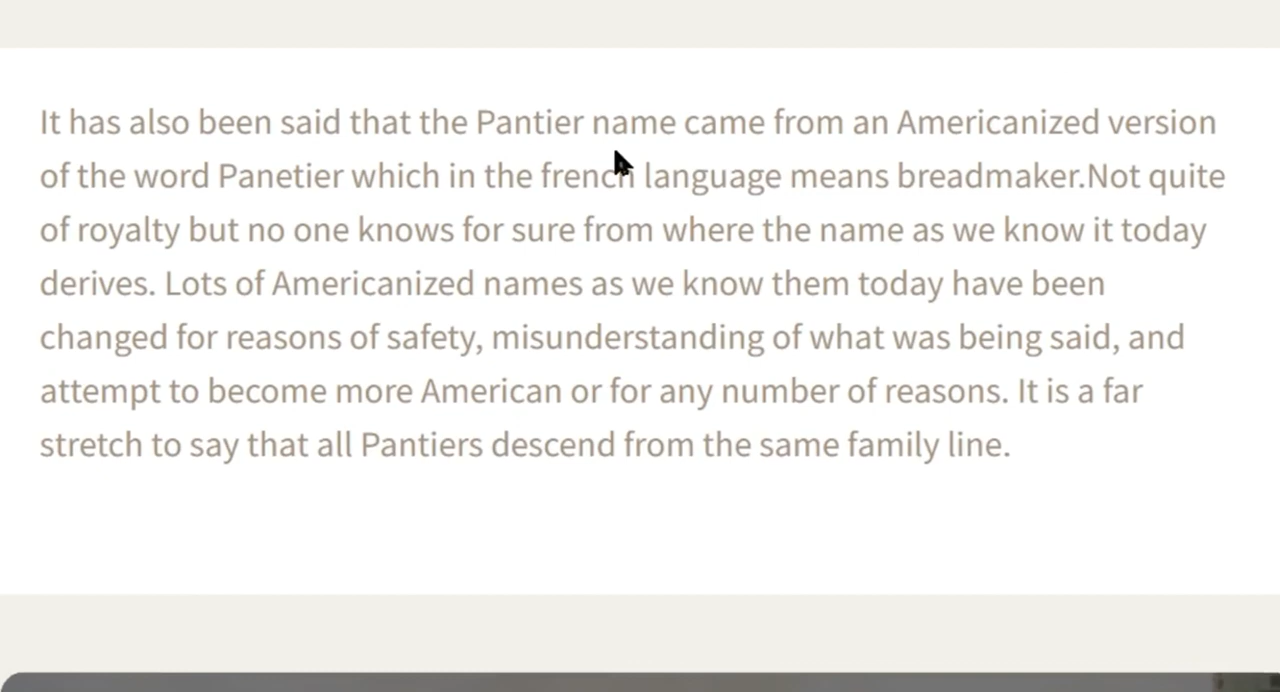 It has also been said that the Pantier name came from an Americanized version
of the word Panetier which in the french language means breadmaker.Not quite
of royalty but no one knows for sure from where the name as we know it today
derives. Lots of Americanized names as we know them today have been
changed for reasons of safety, misunderstanding of what was being said, and
attempt to become more American or for any number of reasons. It is a far
stretch to say that all Pantiers descend from the same family line.